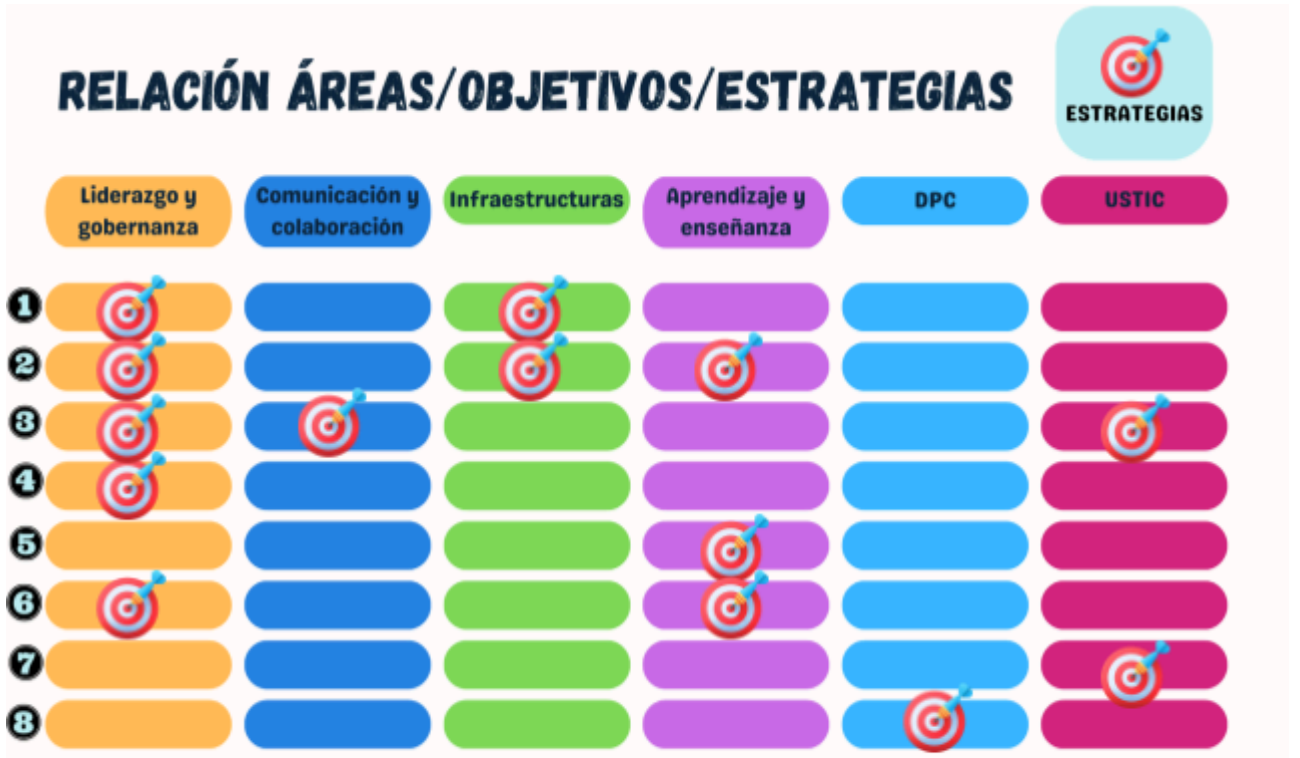 RELACIÓN ÁREAS/OBJETIVOS/ESTRATEGIAS
ESTRATEGIAS
Liderazgo y
gobernanza
Comunicación y
colaboración
Infraestructuras
Aprendizaje y
enseñanza
DPC
USTIC
1
2
3
4
5
6
7
8